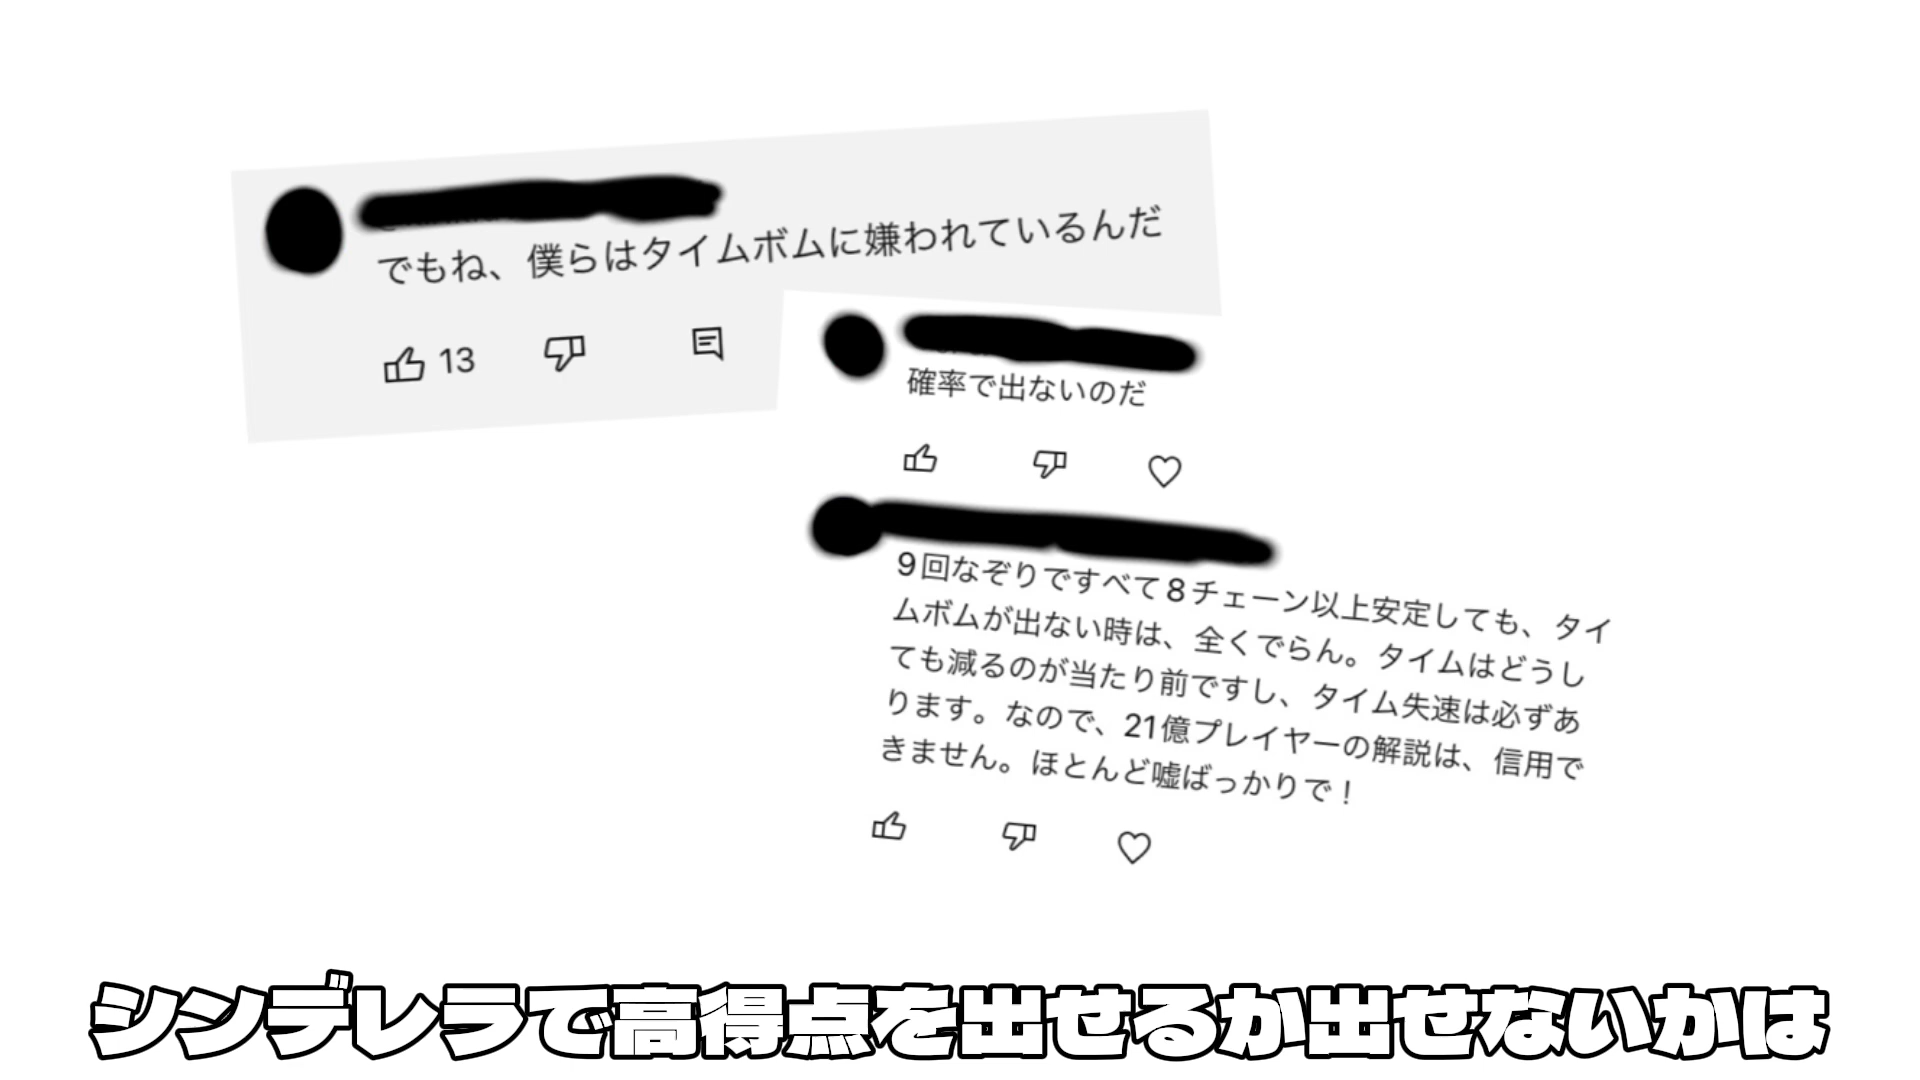 でもね、僕らはタイムボムに嫌われているんだ
13
確率で出ないのだ
9回なぞりですべて8チェーン以上安定しても、タイ
ムボムが出ない時は、全くでらん。タイムはどうし
ても減るのが当たり前ですし、タイム失速は必ずあ
ります。なので、21億プレイヤーの解説は、信用で
きません。ほとんど嘘ばっかりで！
シンデレラで高得点を出せるか出せないかは